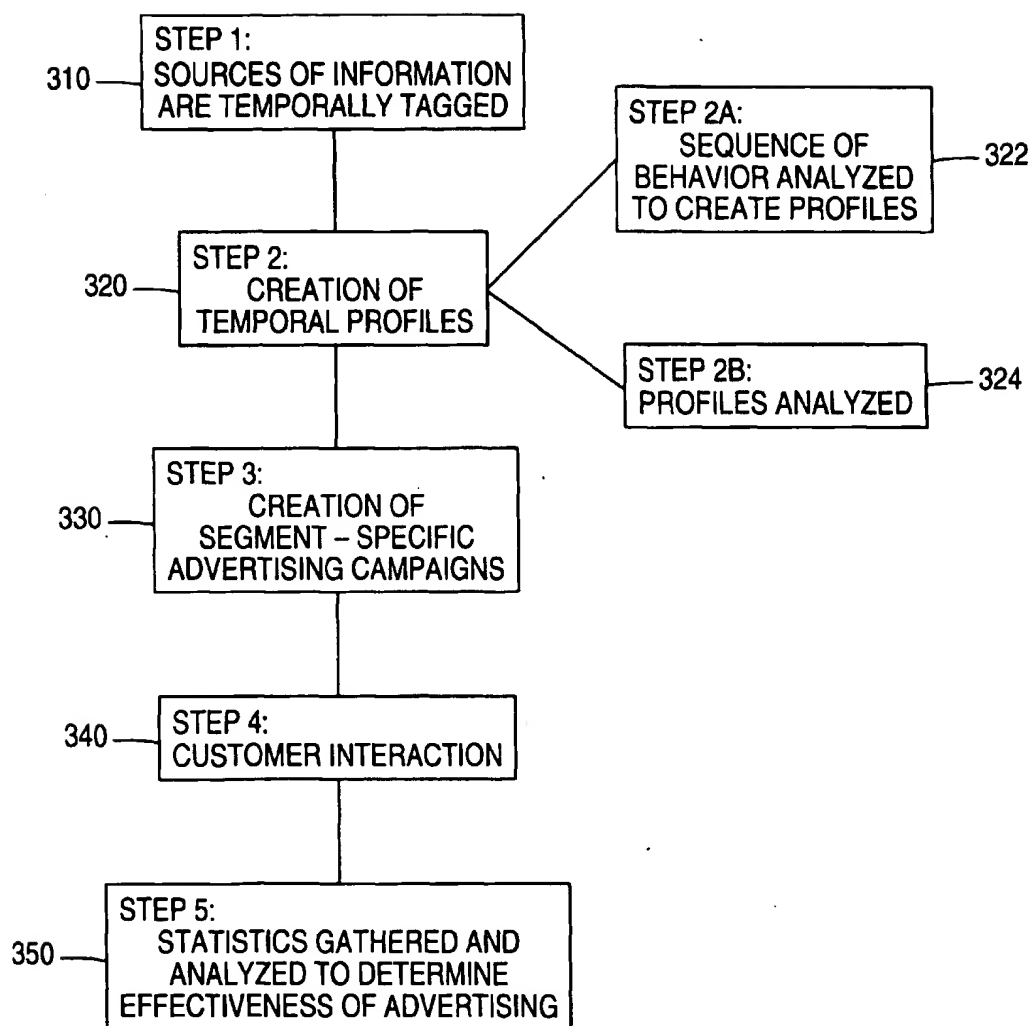 STEP 1:
310
SOURCES OF INFORMATION
ARE TEMPORALLY TAGGED
STEP 2A:
SEQUENCE OF
BEHAVIOR ANALYZED
TO CREATE PROFILES
322
STEP 2:
320
CREATION OF
TEMPORAL PROFILES
STEP 2B:
PROFILES ANALYZED
324
STEP 3:
330
CREATION OF
SEGMENT – SPECIFIC
ADVERTISING CAMPAIGNS
STEP 4:
340
CUSTOMER INTERACTION
STEP 5:
350
STATISTICS GATHERED AND
ANALYZED TO DETERMINE
EFFECTIVENESS OF ADVERTISING